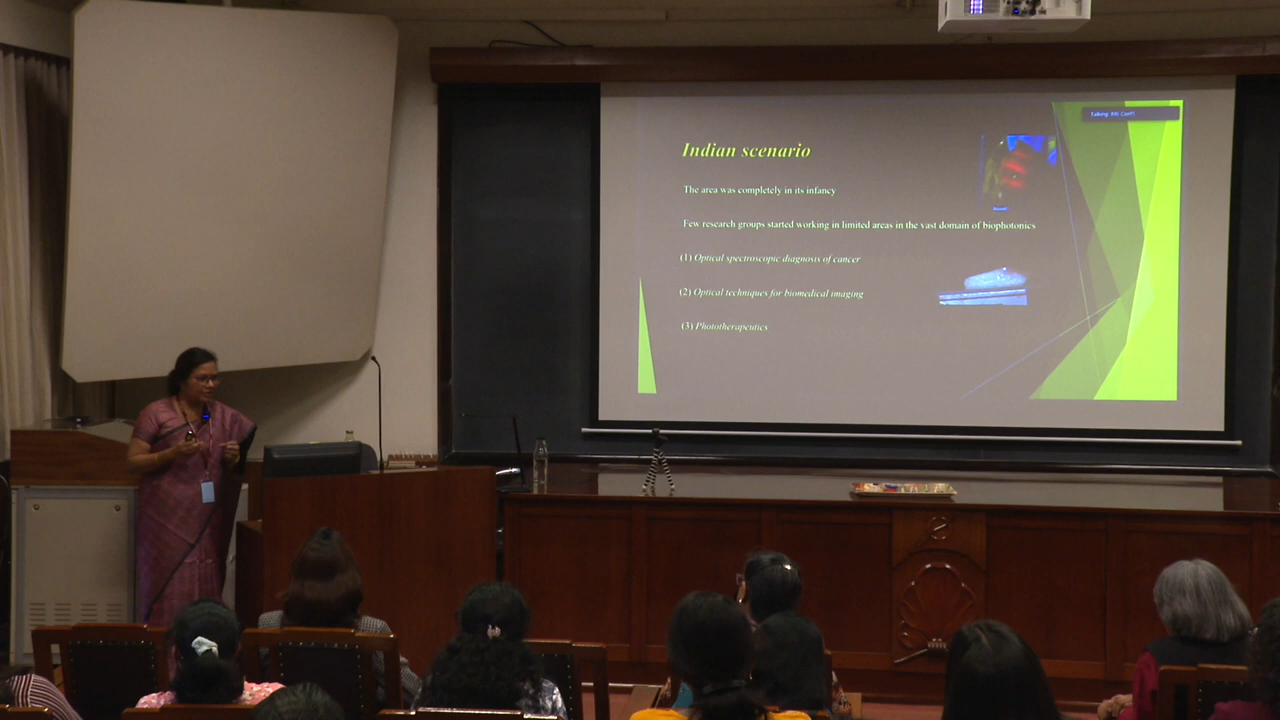 Indian scenario
The area was completely in its infancy
Few research groups started working in limited areas in the vast domain of biophotonics
(1) Optical spectroscopic diagnosis of cancer
(2) Optical techniques for biomedical imaging
(3) Phototherapeutics
Talking: